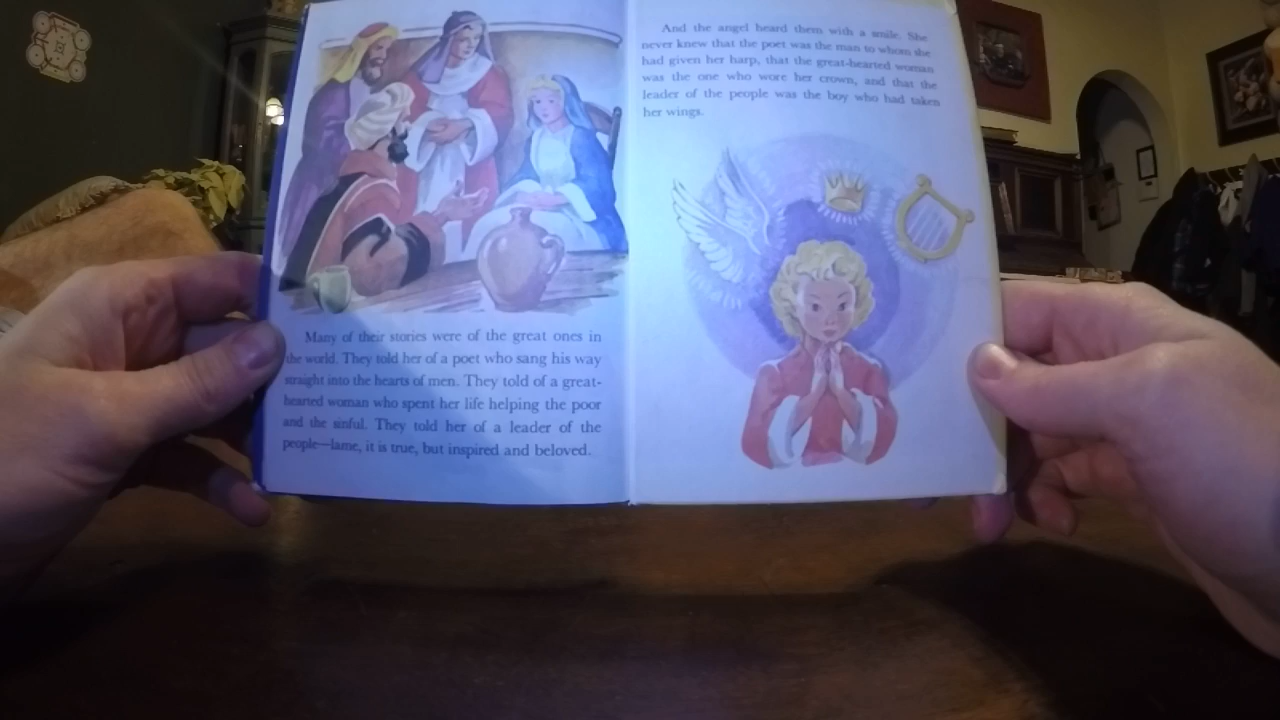 Many of their stories were of the great ones in
the world. They told her of a poet who sang his way
straight into the hearts of men. They told of a great-
hearted woman who spent her life helping the poor
and the sinful. They told her of a leader of the
people—lame, it is true, but inspired and beloved.
And the angel heard them with a smile. She
never knew that the poet was the man to whom she
had given her harp, that the great-hearted woman
was the one who wore her crown, and that the
leader of the people was the boy who had taken
her wings.